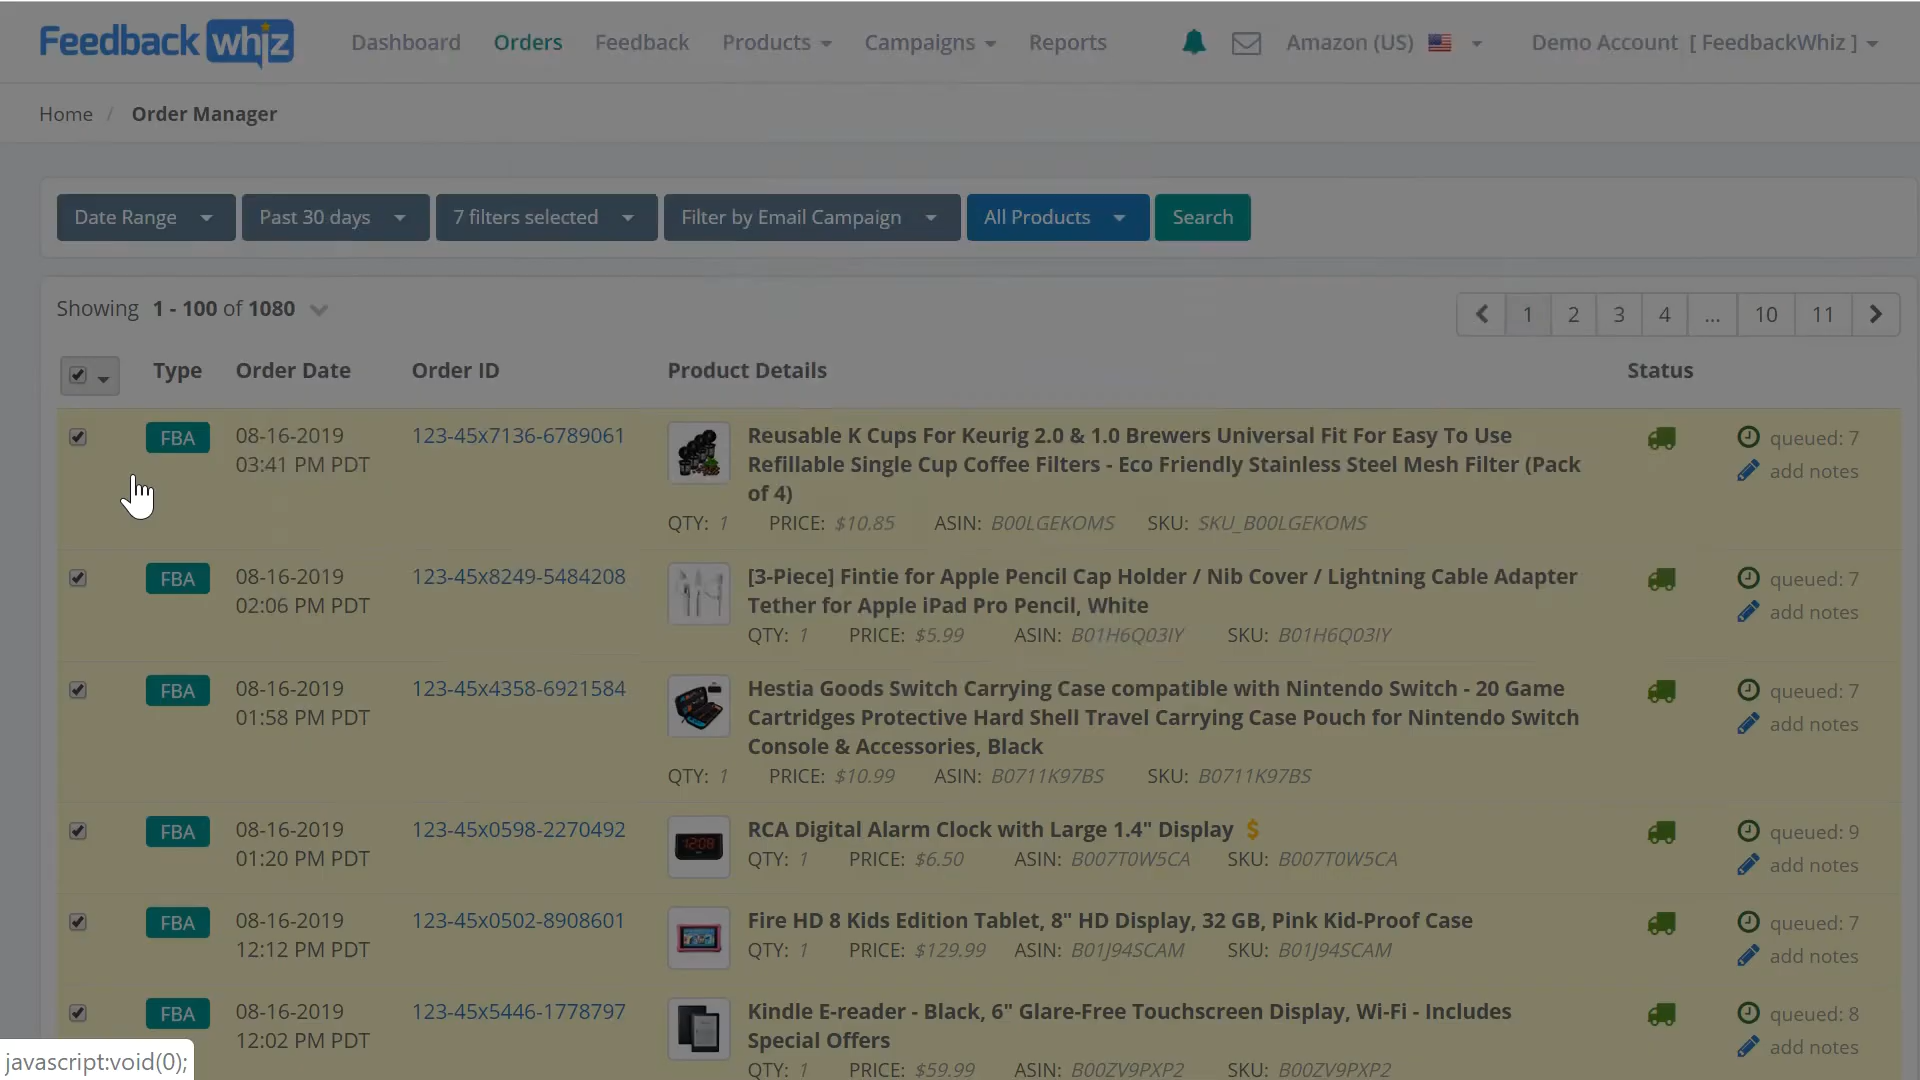 Feedback whiz Dashboard Orders Feedback Products Campaigns Reports Amazon (US) Demo Account [ FeedbackWhiz ]
Home / Order Manager
Date Range Past 30 days 7 filters selected Filter by Email Campaign All Products Search
Showing 1 - 100 of 1080
1 2 3 4 ... 10 11
Type Order Date Order ID Product Details Status
FBA 08-16-2019 123-45x7136-6789061 Reusable K Cups For Keurig 2.0 & 1.0 Brewers Universal Fit For Easy To Use queued: 7
03:41 PM PDT Refillable Single Cup Coffee Filters - Eco Friendly Stainless Steel Mesh Filter (Pack add notes
of 4)
QTY: 1 PRICE: $10.85 ASIN: B00LGEKOMS SKU: SKU_B00LGEKOMS
FBA 08-16-2019 123-45x8249-5484208 [3-Piece] Fintie for Apple Pencil Cap Holder / Nib Cover / Lightning Cable Adapter queued: 7
02:06 PM PDT Tether for Apple iPad Pro Pencil, White add notes
QTY: 1 PRICE: $5.99 ASIN: B01H6Q03IY SKU: B01H6Q03IY
FBA 08-16-2019 123-45x4358-6921584 Hestia Goods Switch Carrying Case compatible with Nintendo Switch - 20 Game queued: 7
01:58 PM PDT Cartridges Protective Hard Shell Travel Carrying Case Pouch for Nintendo Switch add notes
Console & Accessories, Black
QTY: 1 PRICE: $10.99 ASIN: B0711K97BS SKU: B0711K97BS
FBA 08-16-2019 123-45x0598-2270492 RCA Digital Alarm Clock with Large 1.4" Display $ queued: 9
01:20 PM PDT QTY: 1 PRICE: $6.50 ASIN: B007T0W5CA SKU: B007T0W5CA add notes
FBA 08-16-2019 123-45x0502-8908601 Fire HD 8 Kids Edition Tablet, 8" HD Display, 32 GB, Pink Kid-Proof Case queued: 7
12:12 PM PDT QTY: 1 PRICE: $129.99 ASIN: B01J94SCAM SKU: B01J94SCAM add notes
FBA 08-16-2019 123-45x5446-1778797 Kindle E-reader - Black, 6" Glare-Free Touchscreen Display, Wi-Fi - Includes queued: 8
12:02 PM PDT Special Offers add notes
QTY: 1 PRICE: $59.99 ASIN: B00ZV9PXP2 SKU: B00ZV9PXP2
javascript:void(0);